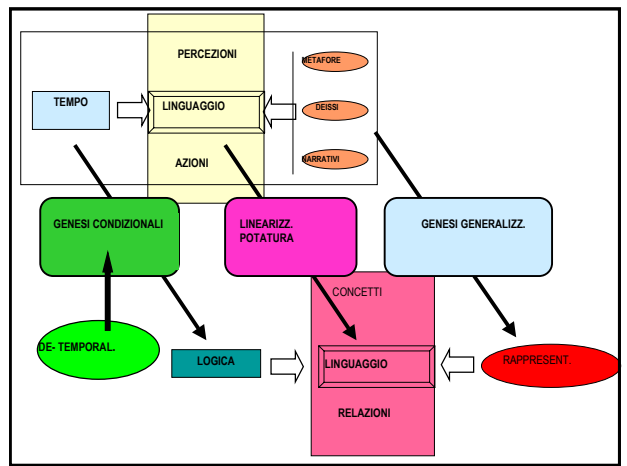 PERCEZIONI
METAFORE
TEMPO
LINGUAGGIO
DEISSI
AZIONI
NARRATIVI
GENESI CONDIZIONALI
LINEARIZZ.
POTATURA
GENESI GENERALIZZ.
CONCETTI
DE- TEMPORAL.
LOGICA
LINGUAGGIO
RAPPRESENT.
RELAZIONI